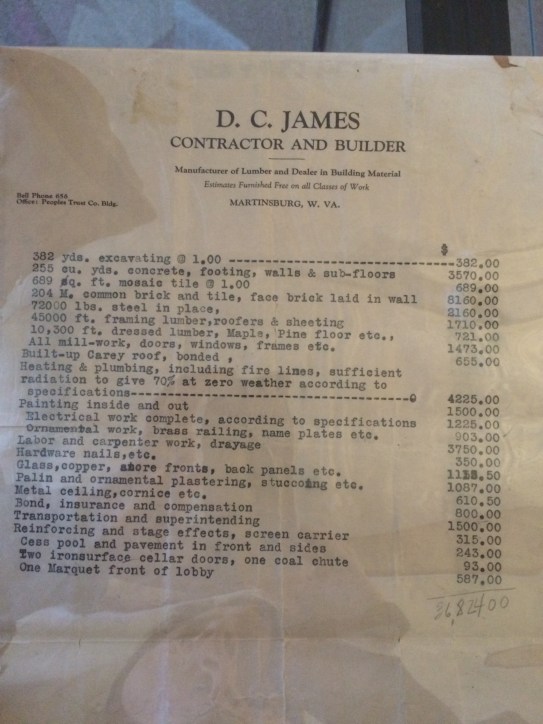 D. C. JAMES
CONTRACTOR AND BUILDER
Manufacturer of Lumber and Dealer in Building Material
Estimates Furnished Free on all Classes of Work
Bell Phone 656
Office: Peoples Trust Co. Bldg.
MARTINSBURG, W. VA.
$
382 yds. excavating @ 1.00 --------------------382.00
255 cu. yds. concrete, footing, walls & sub-floors 3570.00
689 sq. ft. mosaic tile @ 1.00 689.00
204 M. common brick and tile, face brick laid in wall 8160.00
72000 lbs. steel in place, 2160.00
45000 ft. framing lumber,roofers & sheeting 1710.00
10,300 ft. dressed lumber, Maple, Pine floor etc., 721.00
All mill-work, doors, windows, frames etc. 1473.00
Built-up Carey roof, bonded , 655.00
Heating & plumbing, including fire lines, sufficient
radiation to give 70% at zero weather according to
specifications---------------------------------- 4225.00
Painting inside and out 1500.00
Electrical work complete, according to specifications 1225.00
Ornamental work, brass railing, name plates etc. 903.00
Labor and carpenter work, drayage 3750.00
Hardware nails,etc. 350.00
Glass,copper, store fronts, back panels etc. 1118.50
Palin and ornamental plastering, stuccoing etc. 1087.00
Metal ceiling,cornice etc. 610.50
Bond, insurance and compensation 800.00
Transportation and superintending 1500.00
Reinforcing and stage effects, screen carrier 315.00
Cess pool and pavement in front and sides 243.00
Two ironsurface cellar doors, one coal chute 93.00
One Marquet front of lobby 587.00
36,824 00